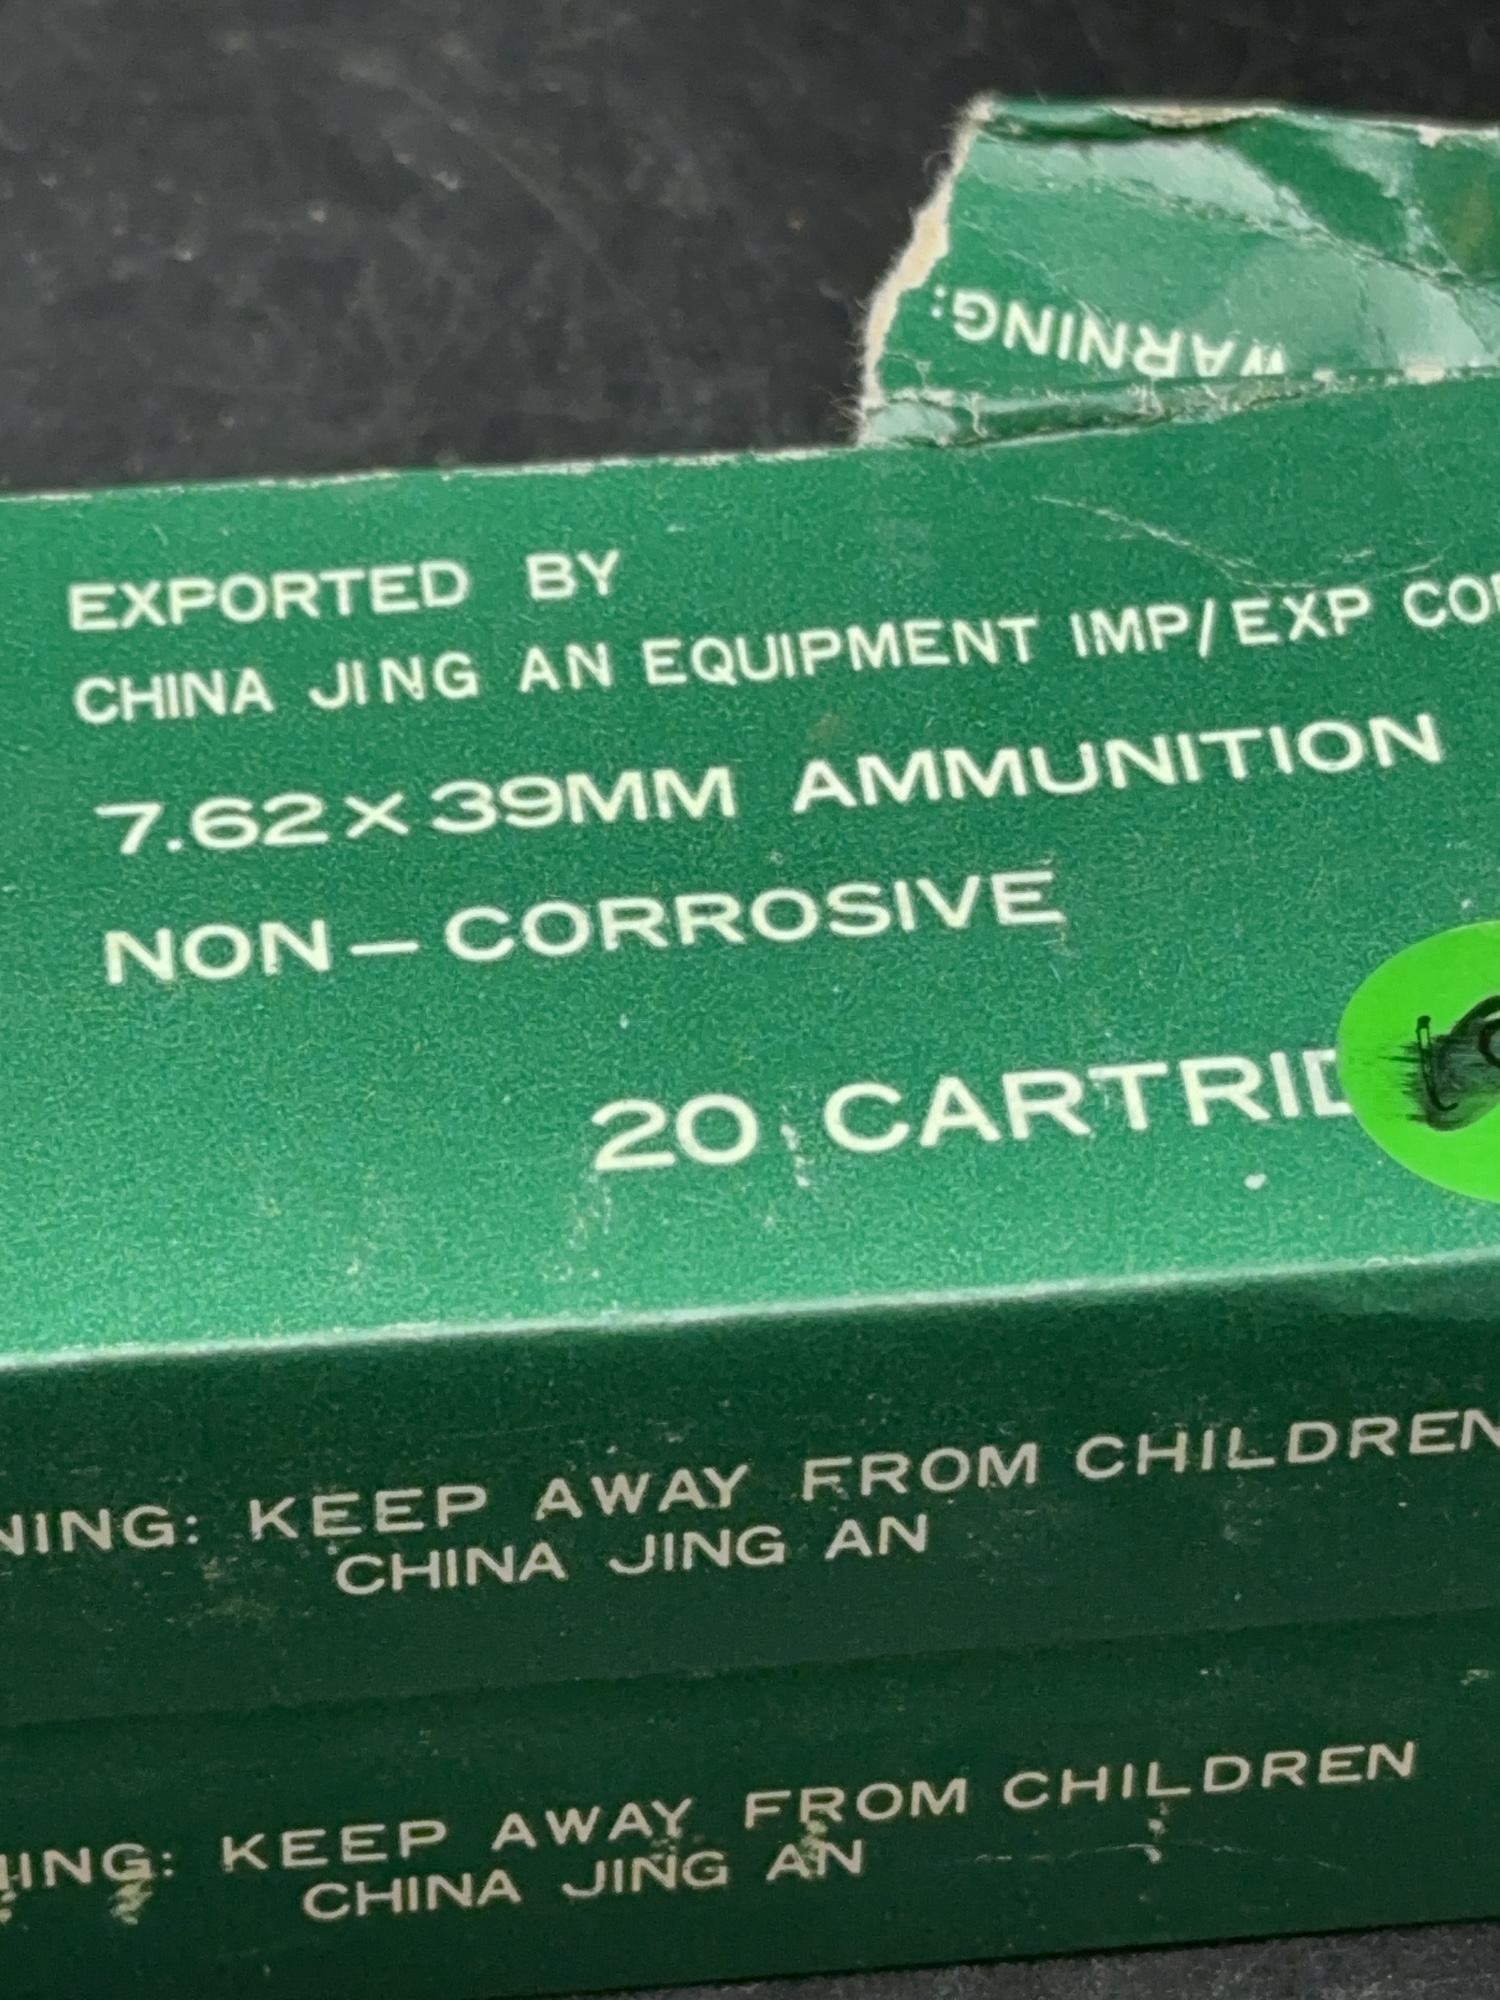 WARNING:
EXPORTED BY
CHINA JING AN EQUIPMENT IMP/EXP
7.62×39MM AMMUNITION
NON-CORROSIVE
20
KEEP AWAY FROM CHILDREN
CHINA JING AN
KEEP AWAY FROM CHILDREN
CHINA JING AN